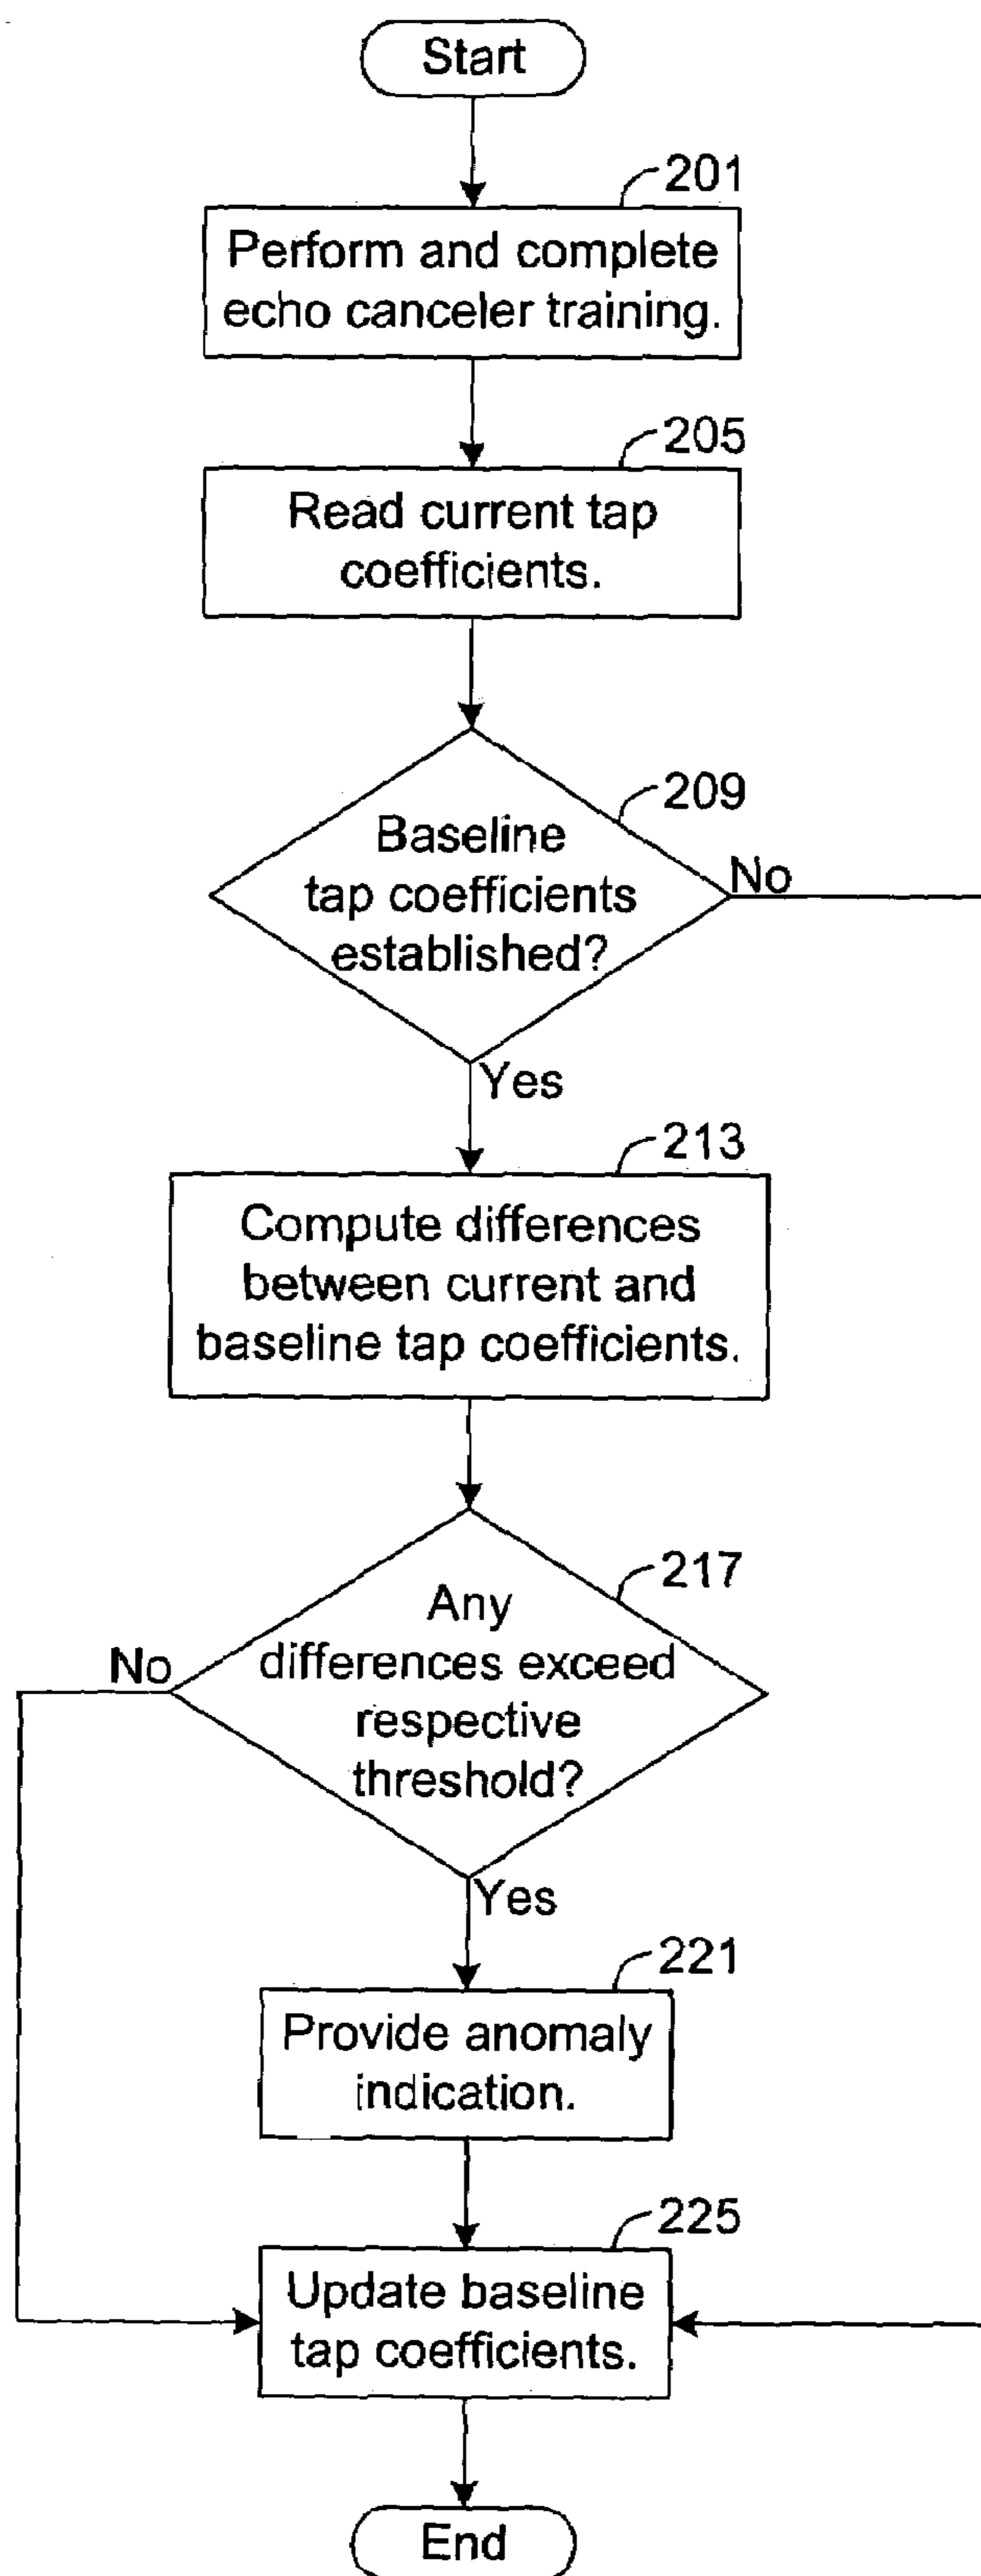 Start
201
Perform and complete
echo canceler training.
205
Read current tap
coefficients.
209
Baseline
tap coefficients
established?
No
Yes
213
Compute differences
between current and
baseline tap coefficients.
217
Any
differences exceed
respective
threshold?
No
Yes
221
Provide anomaly
indication.
225
Update baseline
tap coefficients.
End